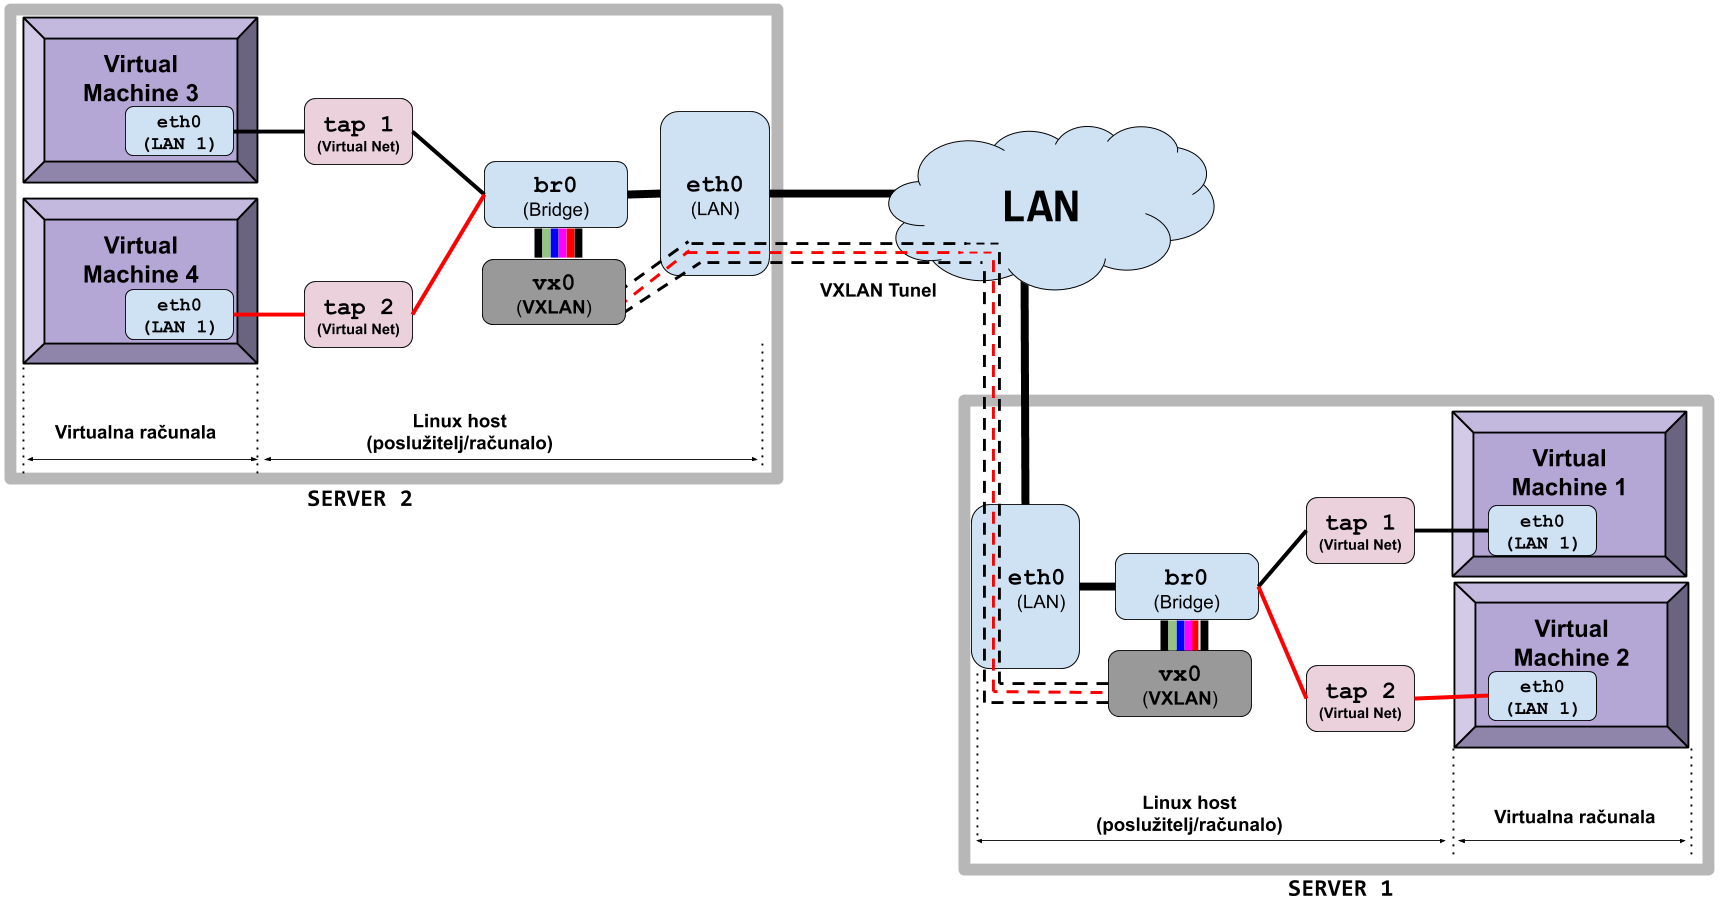 Virtual
Machine 3
eth0
(LAN 1)
tap 1
(Virtual Net)
Virtual
Machine 4
eth0
(LAN 1)
tap 2
(Virtual Net)
br0
(Bridge)
vx0
(VXLAN)
eth0
(LAN)
LAN
VXLAN Tunel
Virtualna računala
Linux host
(poslužitelj/računalo)
SERVER 2
eth0
(LAN)
br0
(Bridge)
vx0
(VXLAN)
tap 1
(Virtual Net)
Virtual
Machine 1
eth0
(LAN 1)
tap 2
(Virtual Net)
Virtual
Machine 2
eth0
(LAN 1)
Linux host
(poslužitelj/računalo)
Virtualna računala
SERVER 1